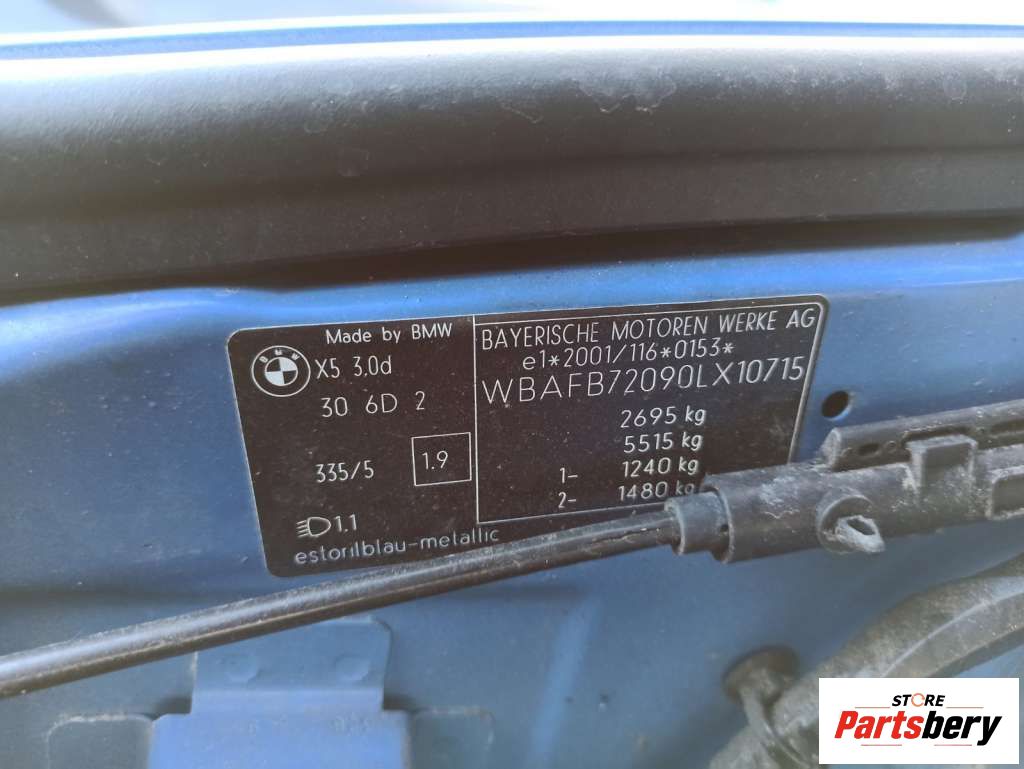 Made by BMW
X5 3,0d
30 6D 2
335/5
1.9
1.1
estorilblau-metallic
BAYERISCHE MOTOREN WERKE AG
e1*2001/116*0153*
WBAFB72090LX10715
2695 kg
5515 kg
1- 1240 kg
2- 1480 kg
STORE
Partsbery